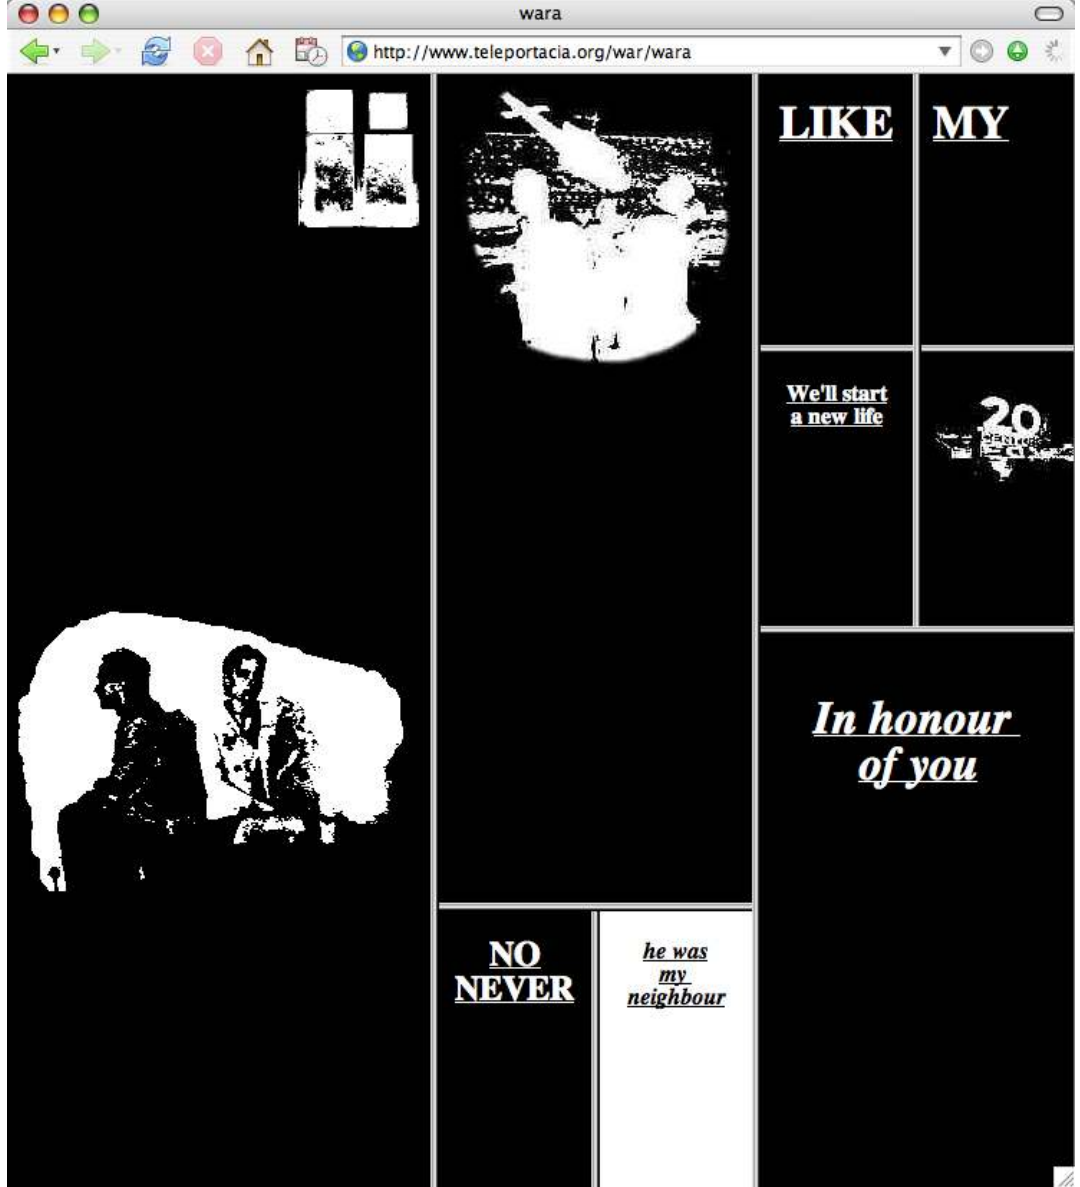 wara
http://www.teleportacia.org/war/wara
LIKE
MY
We'll start
a new life
20
In honour
of you
NO
NEVER
he was
my
neighbour